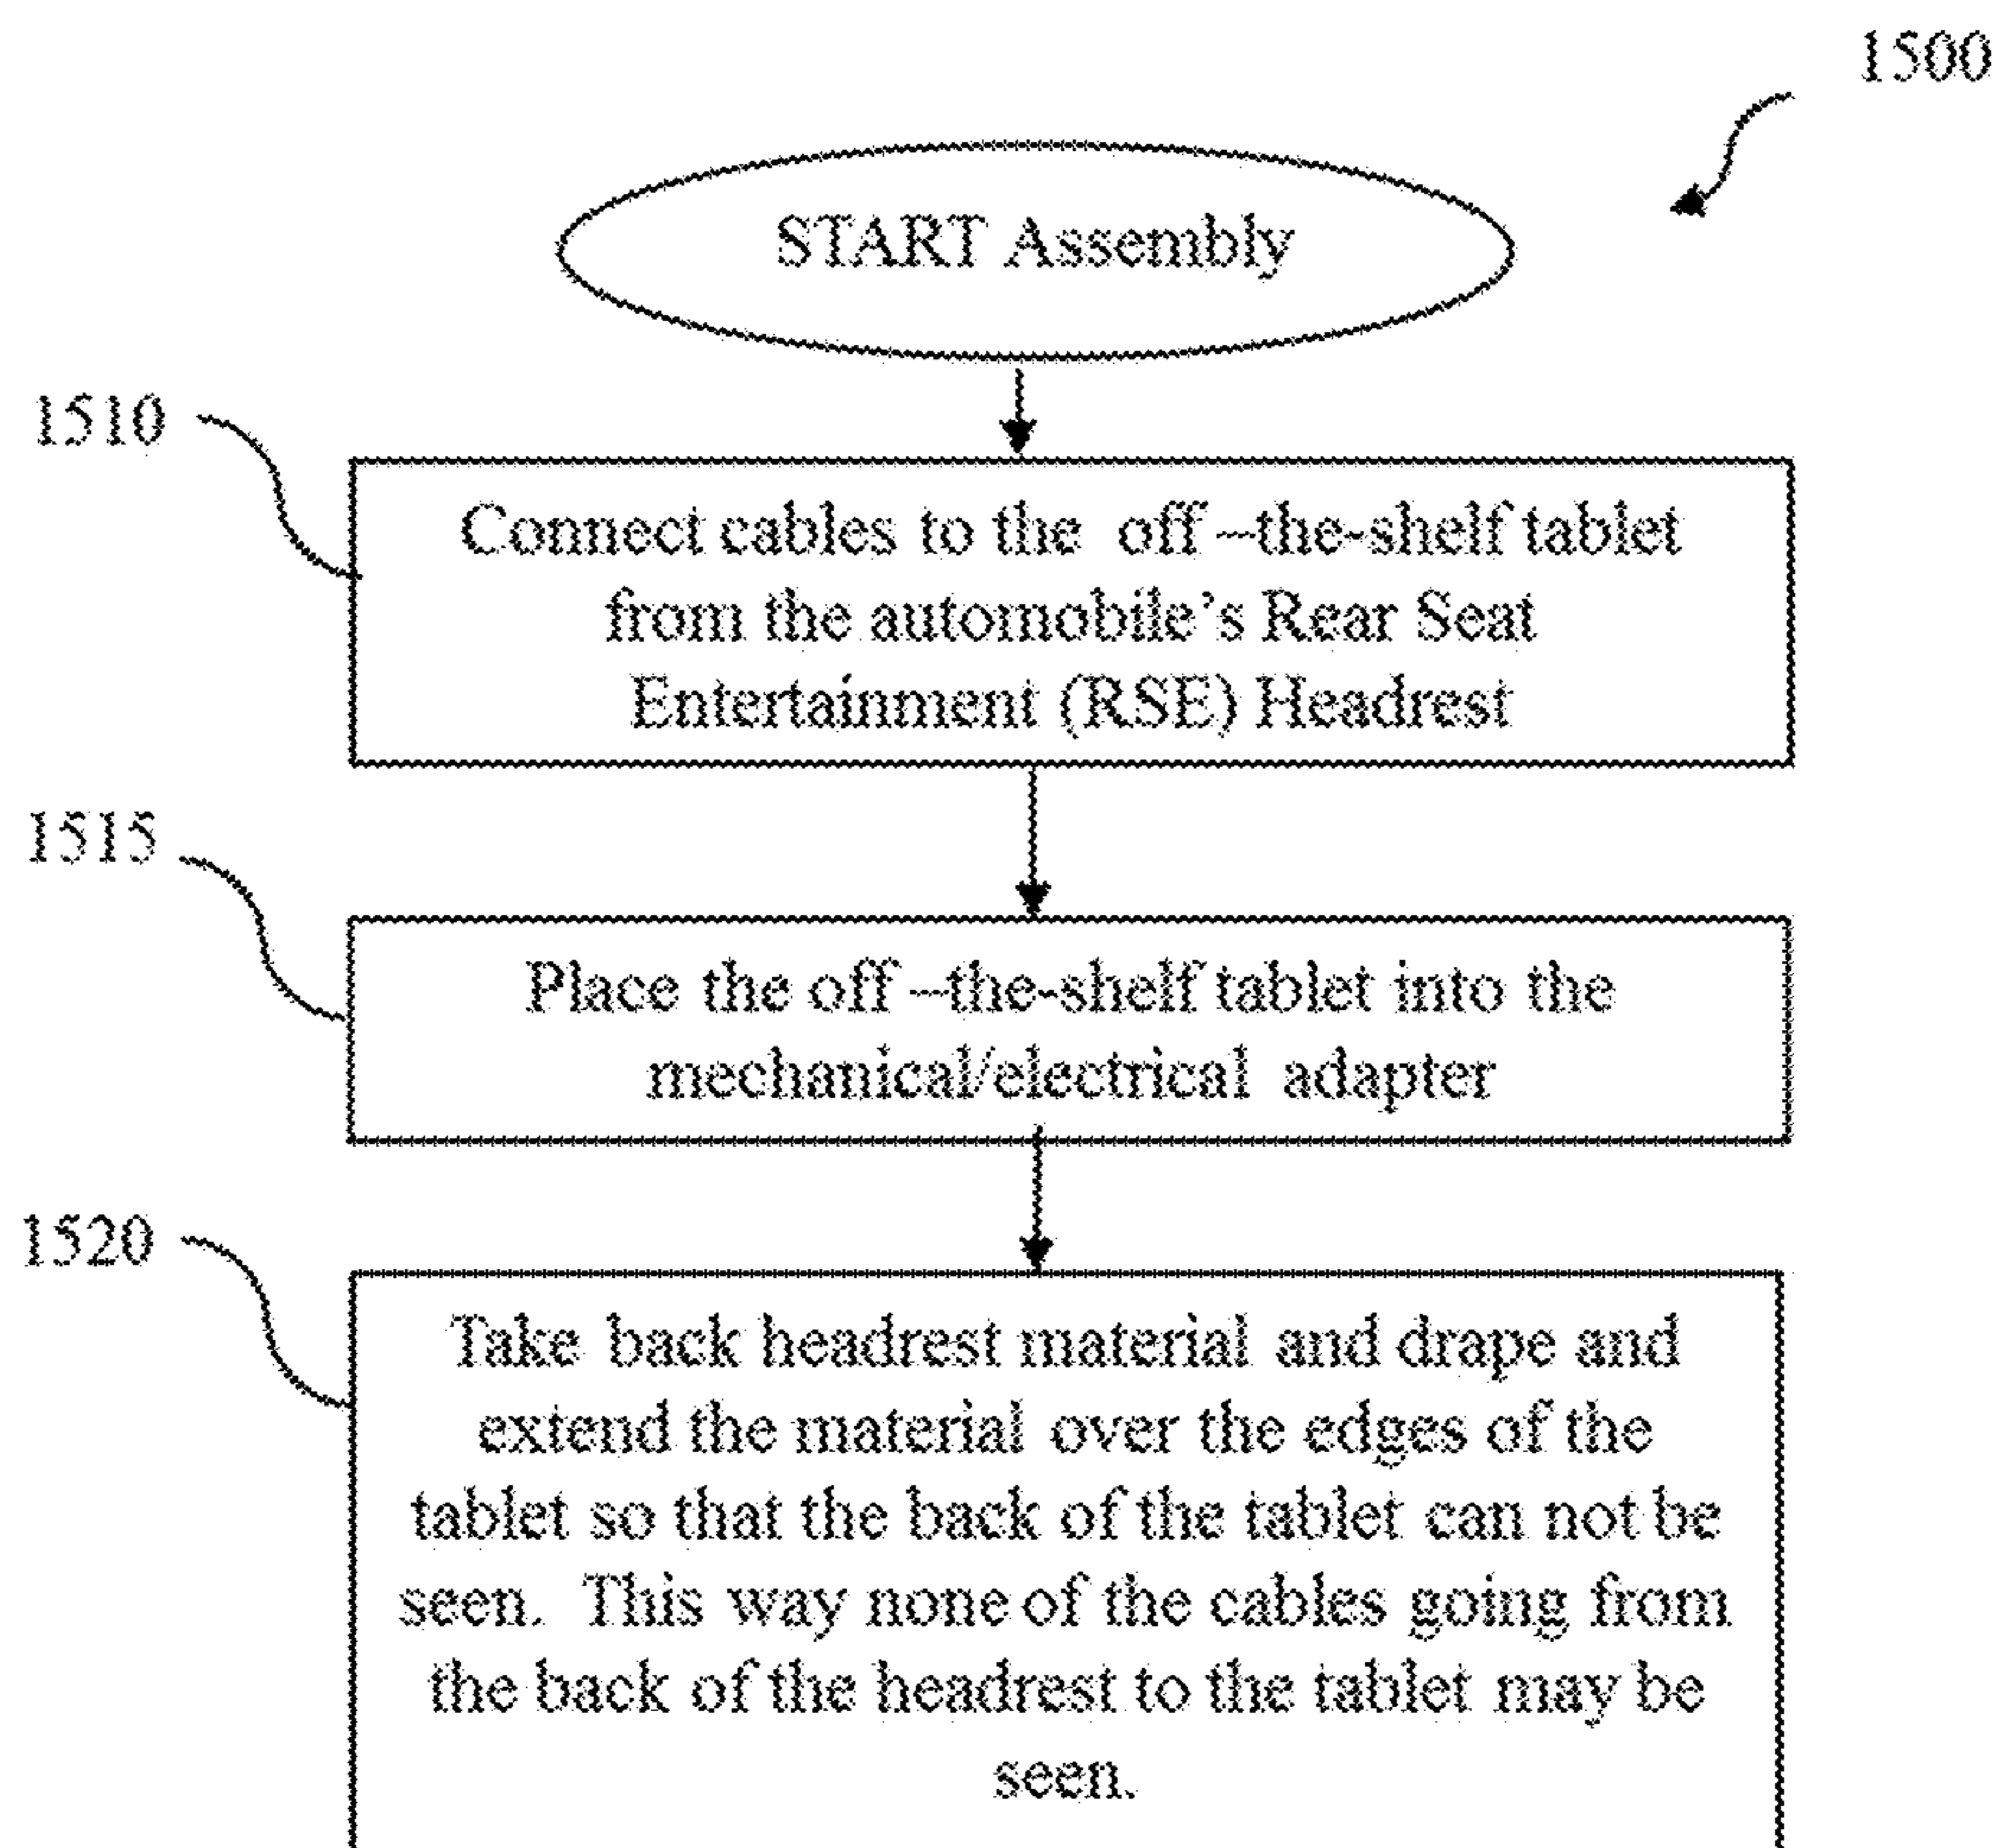 1500
START Assembly
1510
Connect cables to the off –the-shelf tablet
from the automobile’s Rear Seat
Entertainment (RSE) Headrest
1515
Place the off –the-shelf tablet into the
mechanical/electrical adapter
1520
Take back headrest material and drape and
extend the material over the edges of the
tablet so that the back of the tablet can not be
seen. This way none of the cables going from
the back of the headrest to the tablet may be
seen.